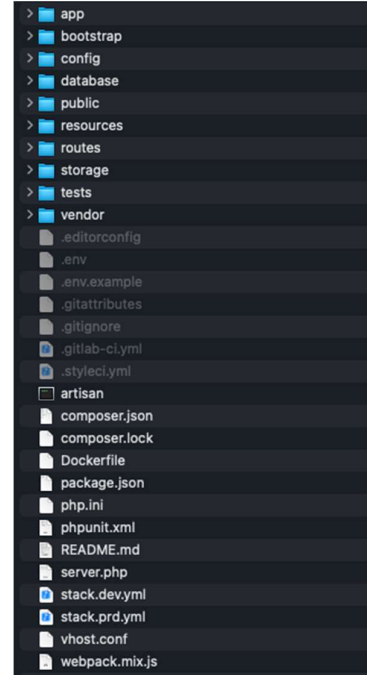 app
bootstrap
config
database
public
resources
routes
storage
tests
vendor
.editorconfig
.env
.env.example
.gitattributes
.gitignore
.gitlab-ci.yml
.styleci.yml
artisan
composer.json
composer.lock
Dockerfile
package.json
php.ini
phpunit.xml
README.md
server.php
stack.dev.yml
stack.prd.yml
vhost.conf
webpack.mix.js